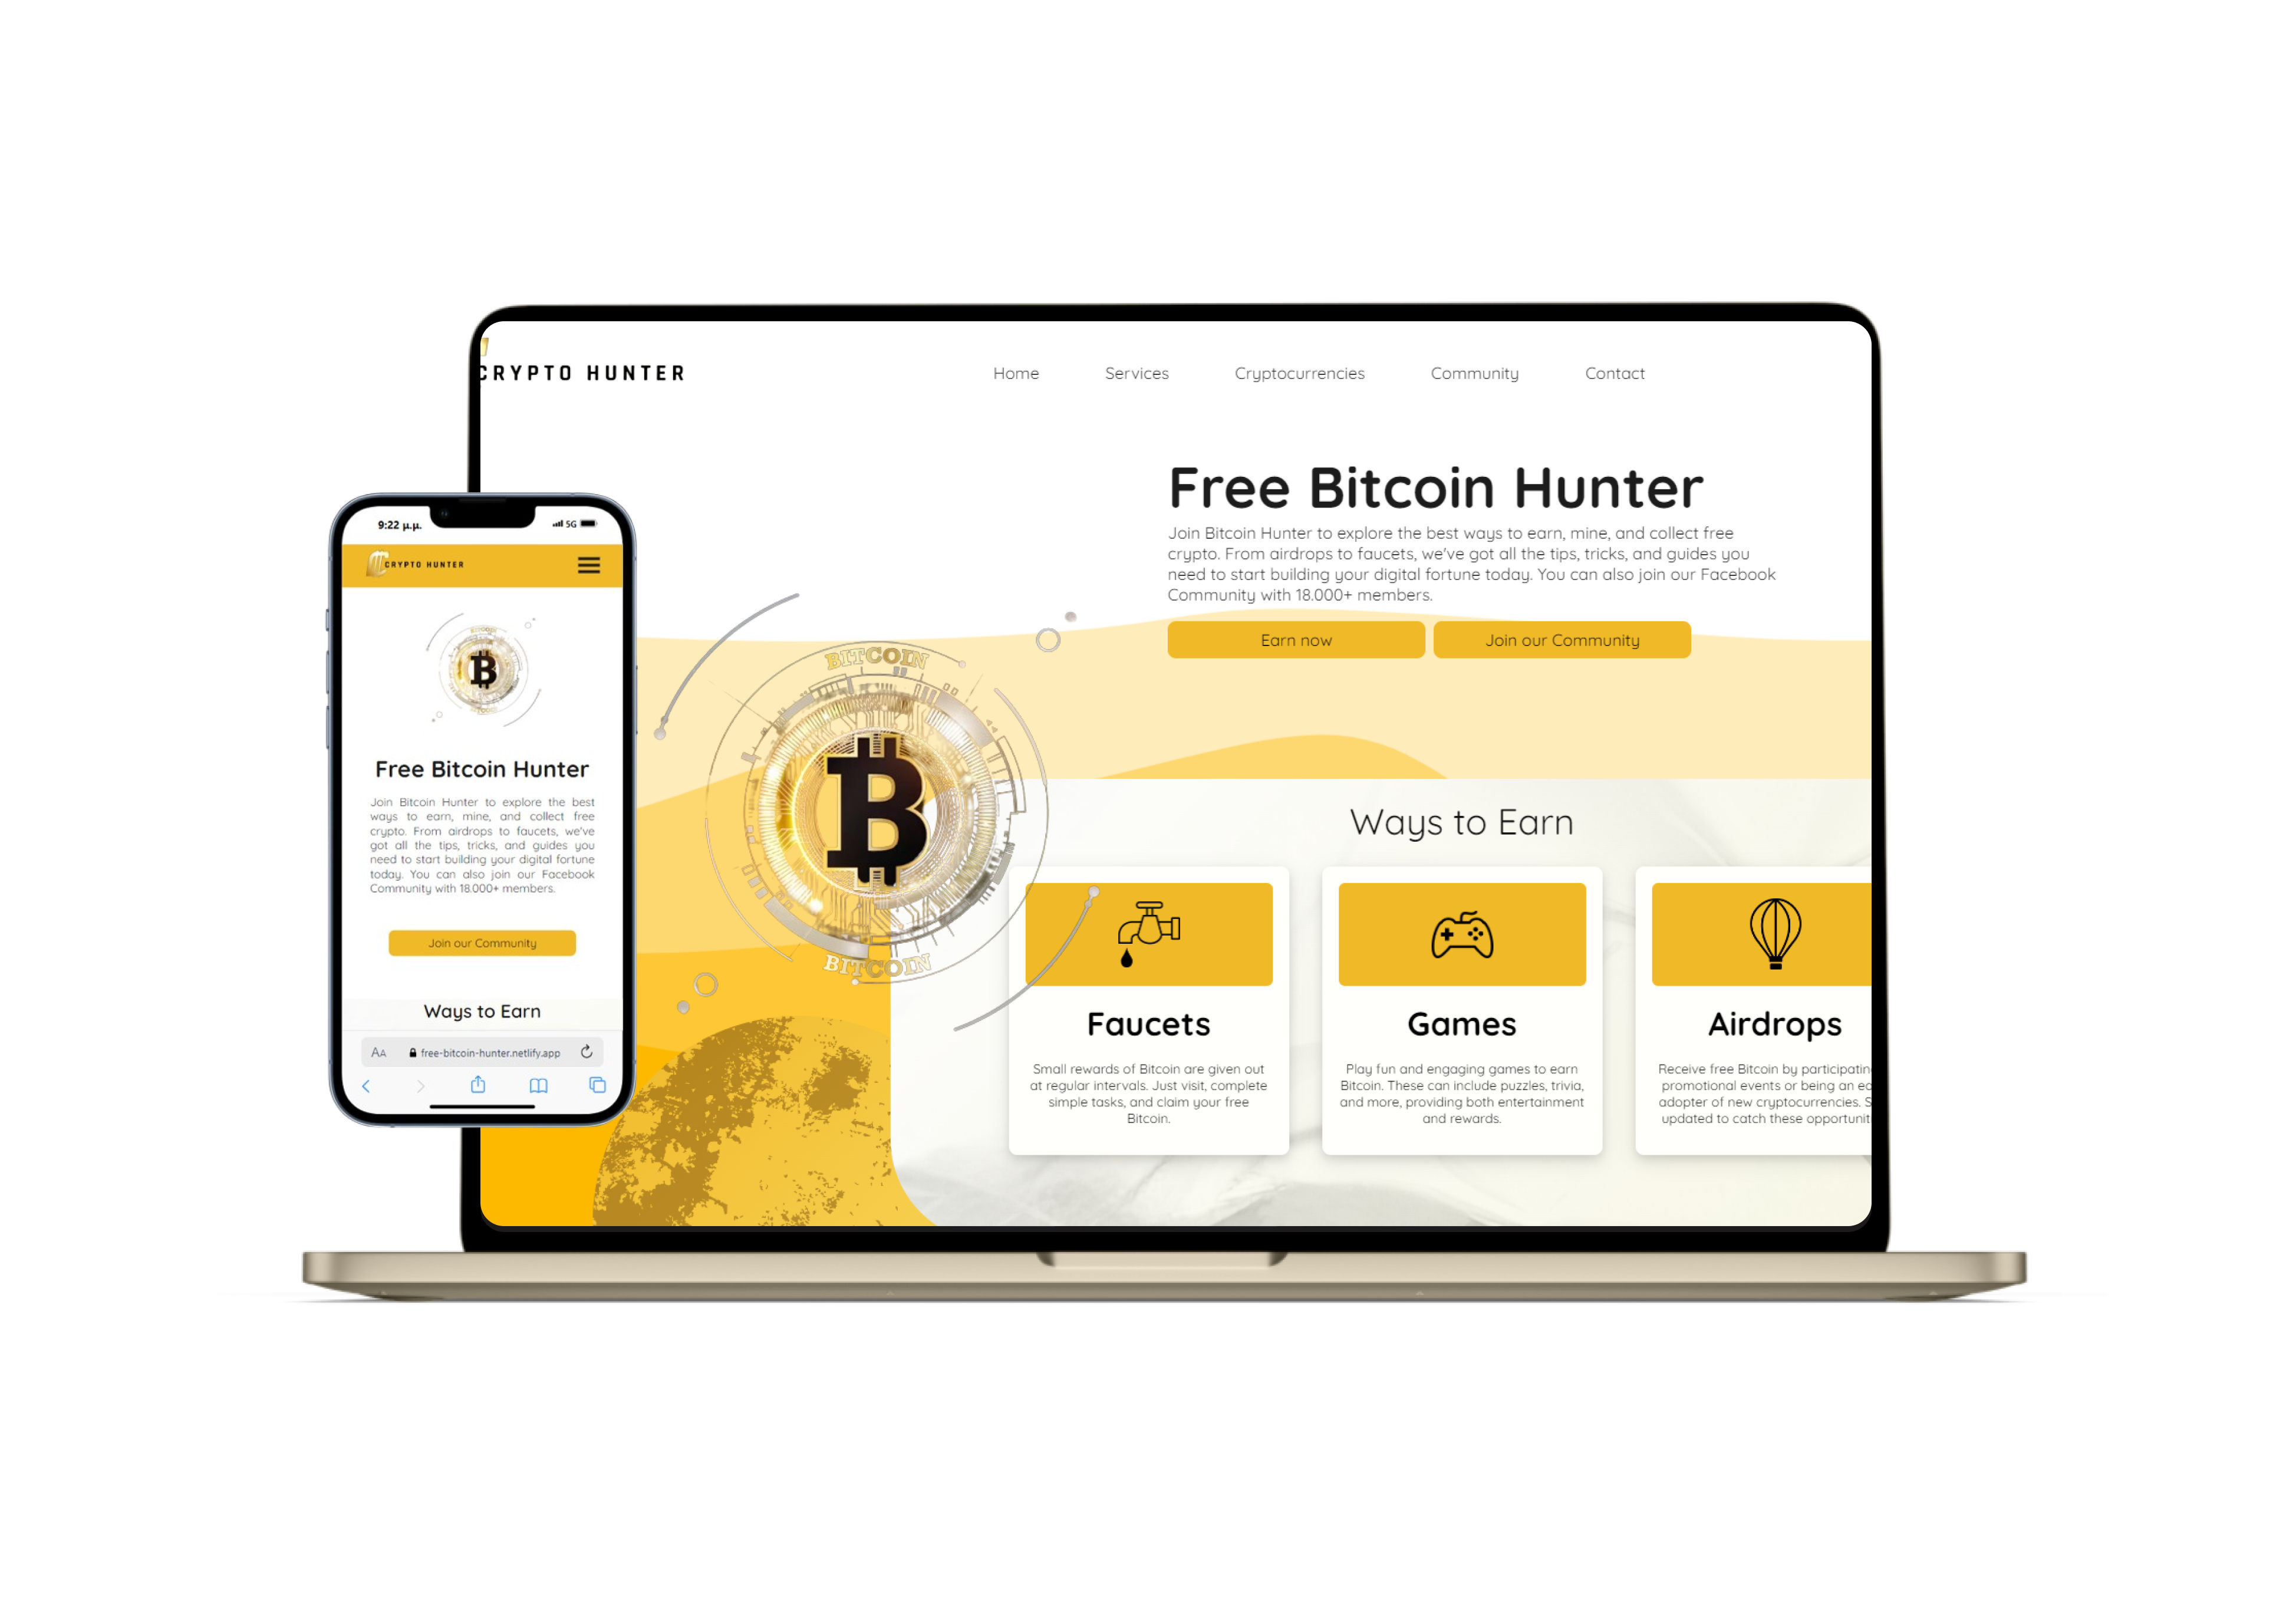 CRYPTO HUNTER
Home Services Cryptocurrencies Community Contact
Free Bitcoin Hunter
Join Bitcoin Hunter to explore the best ways to earn, mine, and collect free
crypto. From airdrops to faucets, we've got all the tips, tricks, and guides you
need to start building your digital fortune today. You can also join our Facebook
Community with 18.000+ members.
Earn now Join our Community
BITCOIN
BITCOIN
Ways to Earn
Faucets
Small rewards of Bitcoin are given out
at regular intervals. Just visit, complete
simple tasks, and claim your free
Bitcoin.
Games
Play fun and engaging games to earn
Bitcoin. These can include puzzles, trivia,
and more, providing both entertainment
and rewards.
Airdrops
Receive free Bitcoin by
promotional events or being an
adopter of new cryptocurrencies.
updated to catch these
9:22 μ.μ. 5G
CRYPTO HUNTER
BITCOIN
BITCOIN
Free Bitcoin Hunter
Join Bitcoin Hunter to explore the best
ways to earn, mine, and collect free
crypto. From airdrops to faucets, we've
got all the tips, tricks, and guides you
need to start building your digital fortune
today. You can also join our Facebook
Community with 18.000+ members.
Join our Community
Ways to Earn
AA free-bitcoin-hunter.netlify.app